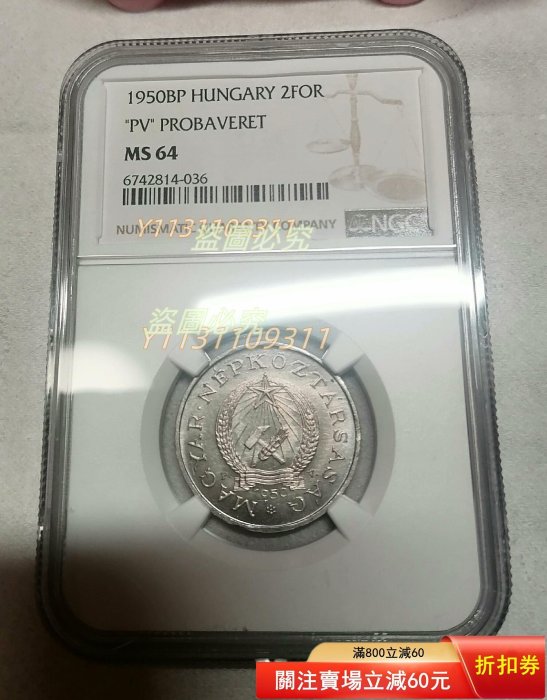 1950BP HUNGARY 2FOR
"PV" PROBAVERET
MS 64
6742814-036
NUMISMATIC COMPANY
NGC
Y1131109311
盜圖必究
盜圖必究
Y1131109311
MAGYAR·NÉPKÖZTÁRSASÁG
1950
滿800立減60
關注賣場立減60元
折扣券